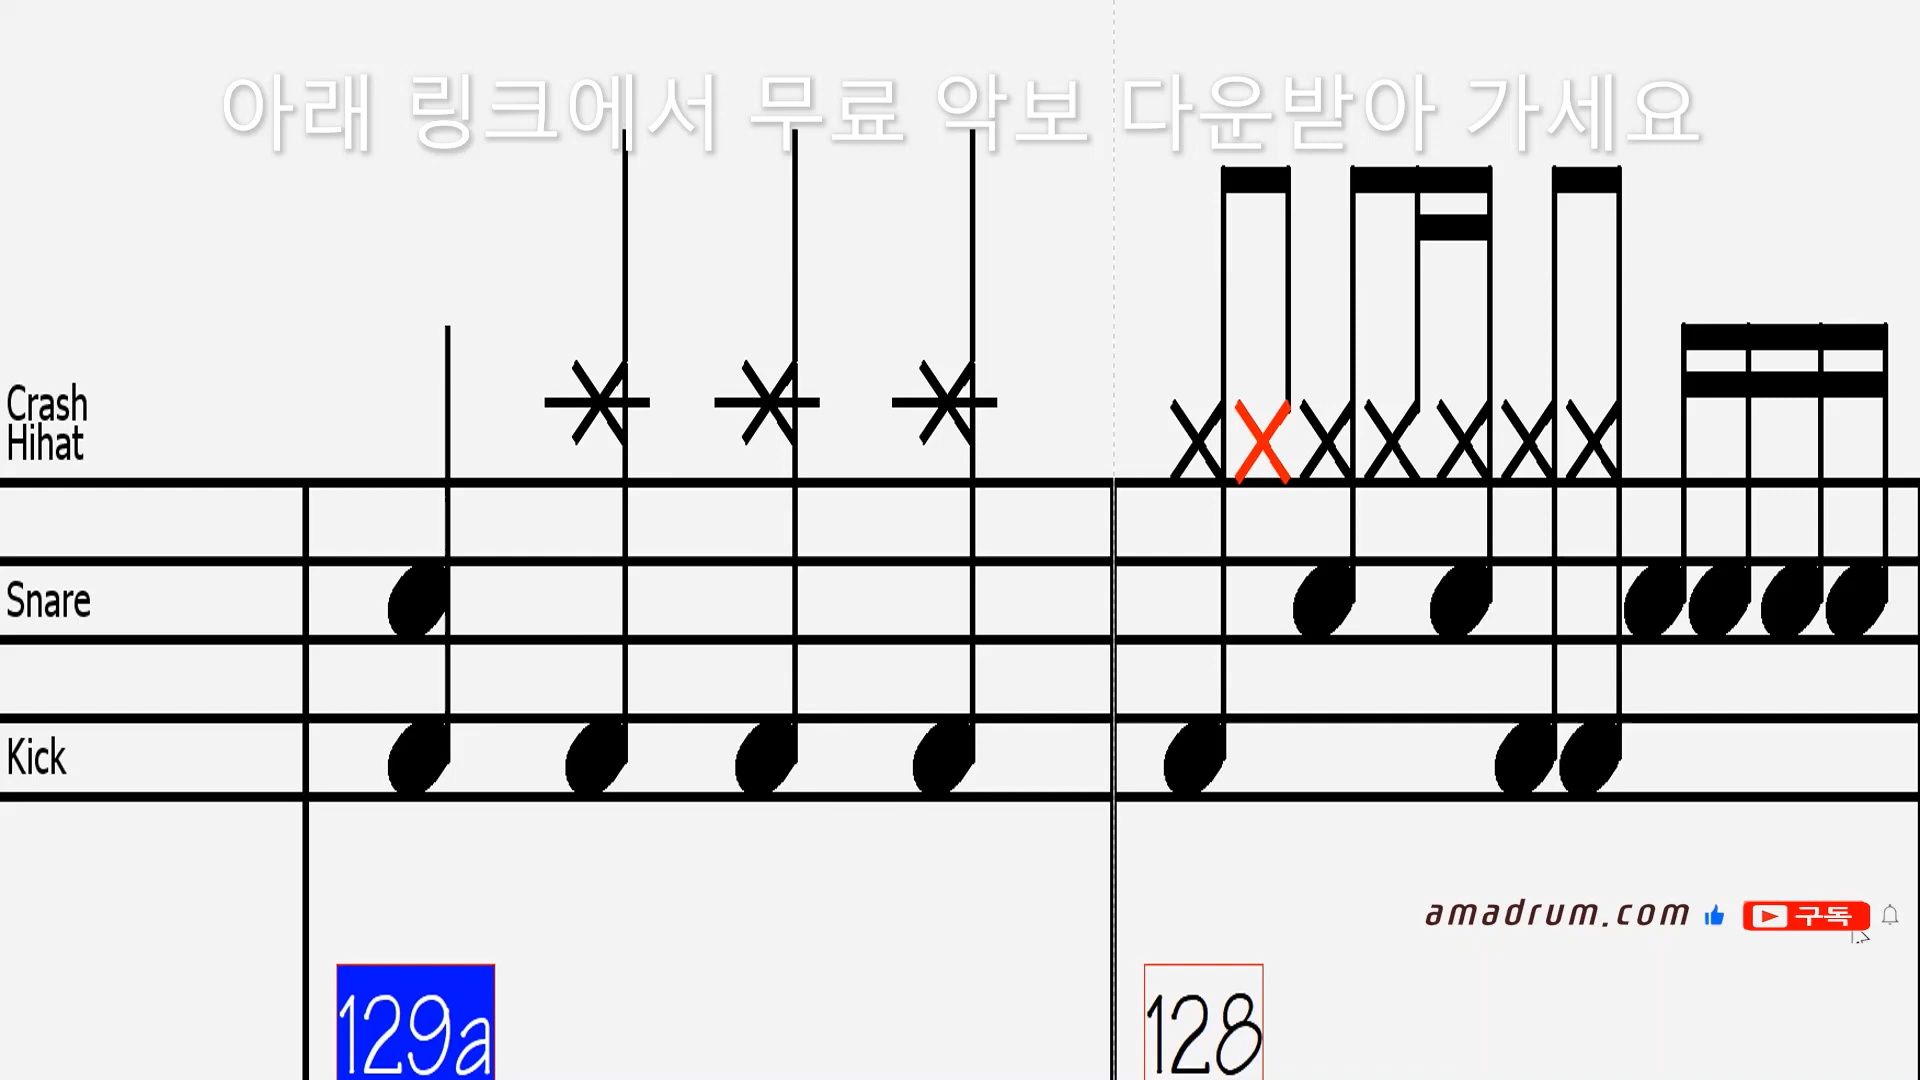 아래 링크에서 무료 악보 다운받아 가세요
Crash
Hihat
Snare
Kick
amadrum.com 구독
129a
128